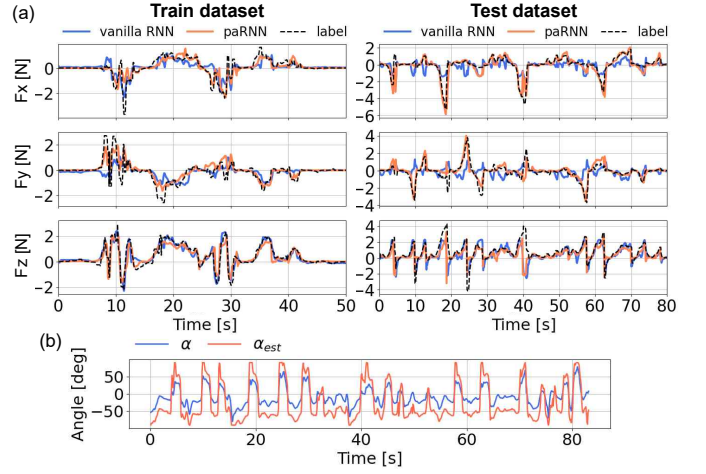 (a)
Train dataset
Test dataset
vanilla RNN paRNN label
vanilla RNN paRNN label
Fx [N]
0
−2
2
0
−2
−4
−6
Fy [N]
2
0
−2
4
2
0
−2
−4
Fz [N]
2
0
−2
4
2
0
−2
−4
0 10 20 30 40 50
0 10 20 30 40 50 60 70 80
Time [s]
Time [s]
(b)
α α_est
Angle [deg]
50
0
−50
0 20 40 60 80
Time [s]